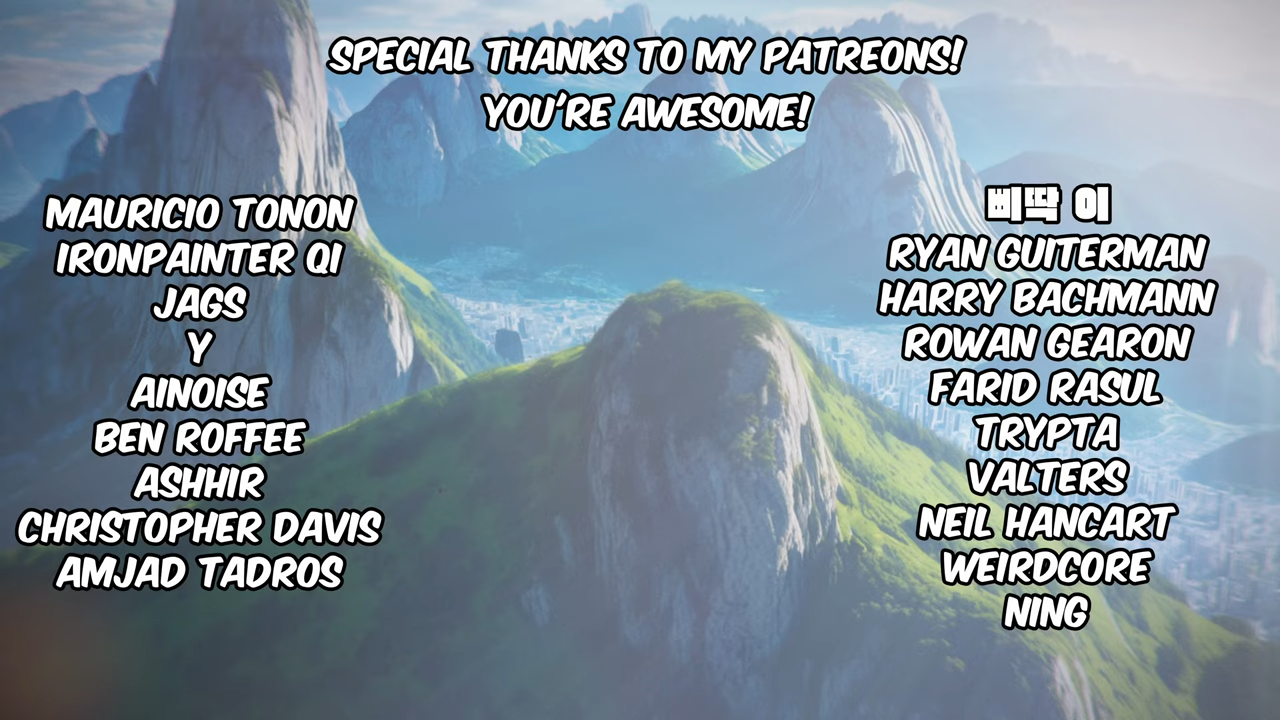 SPECIAL THANKS TO MY PATREONS!
YOU'RE AWESOME!
MAURICIO TONON
IRONPAINTER QI
JAGS
Y
AINOISE
BEN ROFFEE
ASHHIR
CHRISTOPHER DAVIS
AMJAD TADROS
삐딱 이
RYAN GUITERMAN
HARRY BACHMANN
ROWAN GEARON
FARID RASUL
TRYPTA
VALTERS
NEIL HANCART
WEIRDCORE
NING